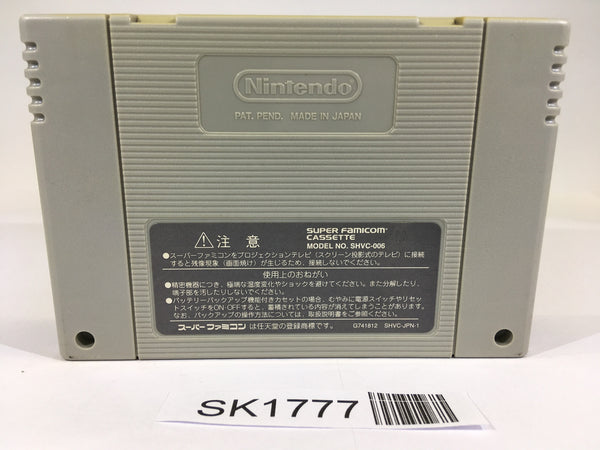 Nintendo
PAT. PEND. MADE IN JAPAN
⚠注 意
SUPER FAMICOM
CASSETTE
MODEL NO. SHVC-006
●スーパーファミコンをプロジェクションテレビ(スクリーン投影式のテレビ)に接続
すると残像現象(画面焼け)が生じるため、接続しないでください。
使用上のおねがい
●精密機器につき、極端な温度変化やショックを避けてください。また分解したり、
端子部を汚したりしないでください。
●バッテリーバックアップ機能付きカセットの場合、むやみに電源スイッチやリセ
ットスイッチをON・OFFすると、蓄積されている内容が消えてしまうことがあります。
なお、バックアップの操作方法については、取扱説明書をご参照ください。
スーパーファミコンは任天堂の登録商標です。
G741812 SHVC-JPN-1
SK1777